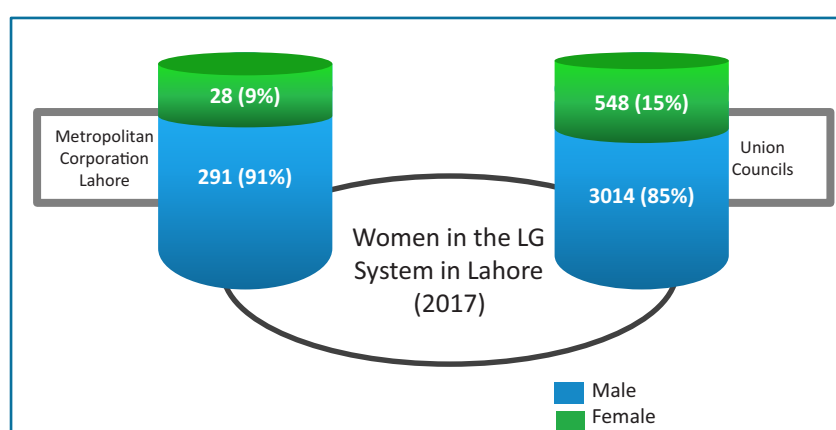 28 (9%)
291 (91%)
Metropolitan
Corporation
Lahore
548 (15%)
3014 (85%)
Union
Councils
Women in the LG
System in Lahore
(2017)
Male
Female